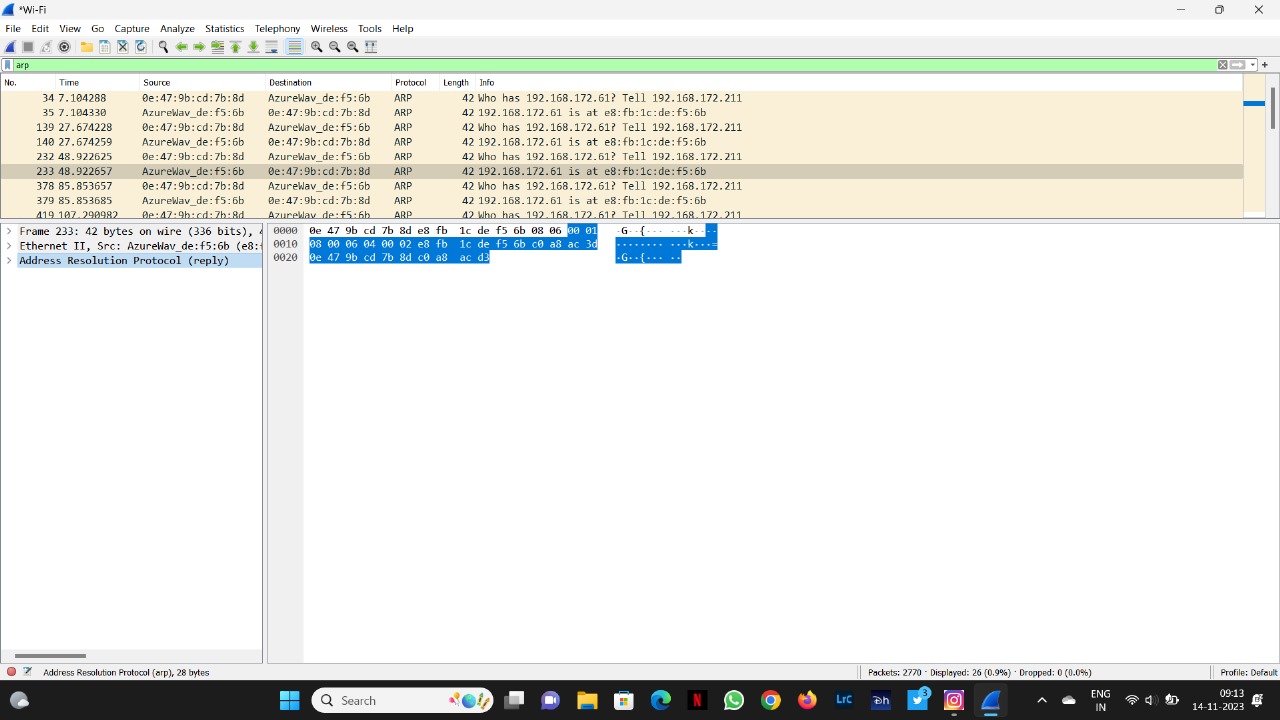 *Wi-Fi
File Edit View Go Capture Analyze Statistics Telephony Wireless Tools Help
arp
No. Time Source Destination Protocol Length Info
34 7.104288 0e:47:9b:cd:7b:8d AzureWav_de:f5:6b ARP 42 Who has 192.168.172.61? Tell 192.168.172.211
35 7.104330 AzureWav_de:f5:6b 0e:47:9b:cd:7b:8d ARP 42 192.168.172.61 is at e8:fb:1c:de:f5:6b
139 27.674228 0e:47:9b:cd:7b:8d AzureWav_de:f5:6b ARP 42 Who has 192.168.172.61? Tell 192.168.172.211
140 27.674259 AzureWav_de:f5:6b 0e:47:9b:cd:7b:8d ARP 42 192.168.172.61 is at e8:fb:1c:de:f5:6b
232 48.922625 0e:47:9b:cd:7b:8d AzureWav_de:f5:6b ARP 42 Who has 192.168.172.61? Tell 192.168.172.211
233 48.922657 AzureWav_de:f5:6b 0e:47:9b:cd:7b:8d ARP 42 192.168.172.61 is at e8:fb:1c:de:f5:6b
378 85.853657 0e:47:9b:cd:7b:8d AzureWav_de:f5:6b ARP 42 Who has 192.168.172.61? Tell 192.168.172.211
379 85.853685 AzureWav_de:f5:6b 0e:47:9b:cd:7b:8d ARP 42 192.168.172.61 is at e8:fb:1c:de:f5:6b
419 107.290982 0e:47:9b:cd:7b:8d AzureWav_de:f5:6b ARP 42 Who has 192.168.172.61? Tell 192.168.172.211
Frame 233: 42 bytes on wire (336 bits), 4
Ethernet II, Src: AzureWav_de:f5:6b (e8:f
Address Resolution Protocol (reply)
0000 0e 47 9b cd 7b 8d e8 fb 1c de f5 6b 08 06 00 01 ·G··{··· ···k····
0010 08 00 06 04 00 02 e8 fb 1c de f5 6b c0 a8 ac 3d ········ ···k···=
0020 0e 47 9b cd 7b 8d c0 a8 ac d3 ·G··{··· ··
Address Resolution Protocol (arp), 28 bytes
Packets: 2770 · Displayed: 26 (0.9%) · Dropped: 0 (0.0%)
Profile: Default
Search
N
LrC
3
ENG
IN
09:13
14-11-2023